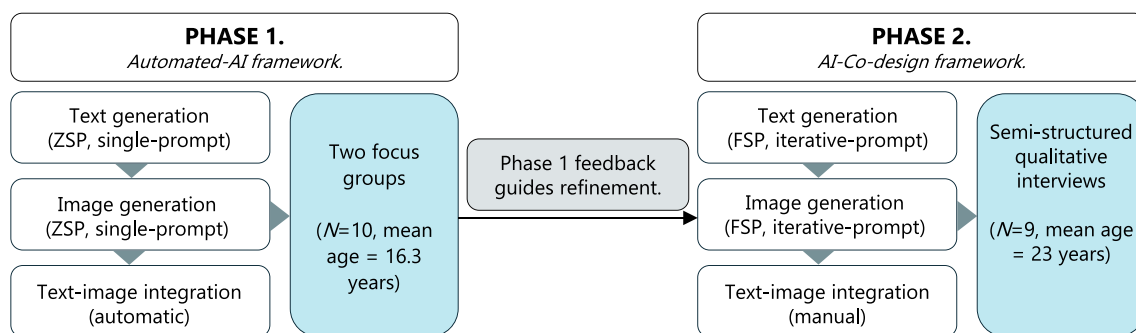 PHASE 1.
Automated-AI framework.
Text generation
(ZSP, single-prompt)
Image generation
(ZSP, single-prompt)
Text-image integration
(automatic)
Two focus
groups
(N=10, mean
age = 16.3
years)
Phase 1 feedback
guides refinement.
PHASE 2.
AI-Co-design framework.
Text generation
(FSP, iterative-prompt)
Image generation
(FSP, iterative-prompt)
Text-image integration
(manual)
Semi-structured
qualitative
interviews
(N=9, mean age
= 23 years)